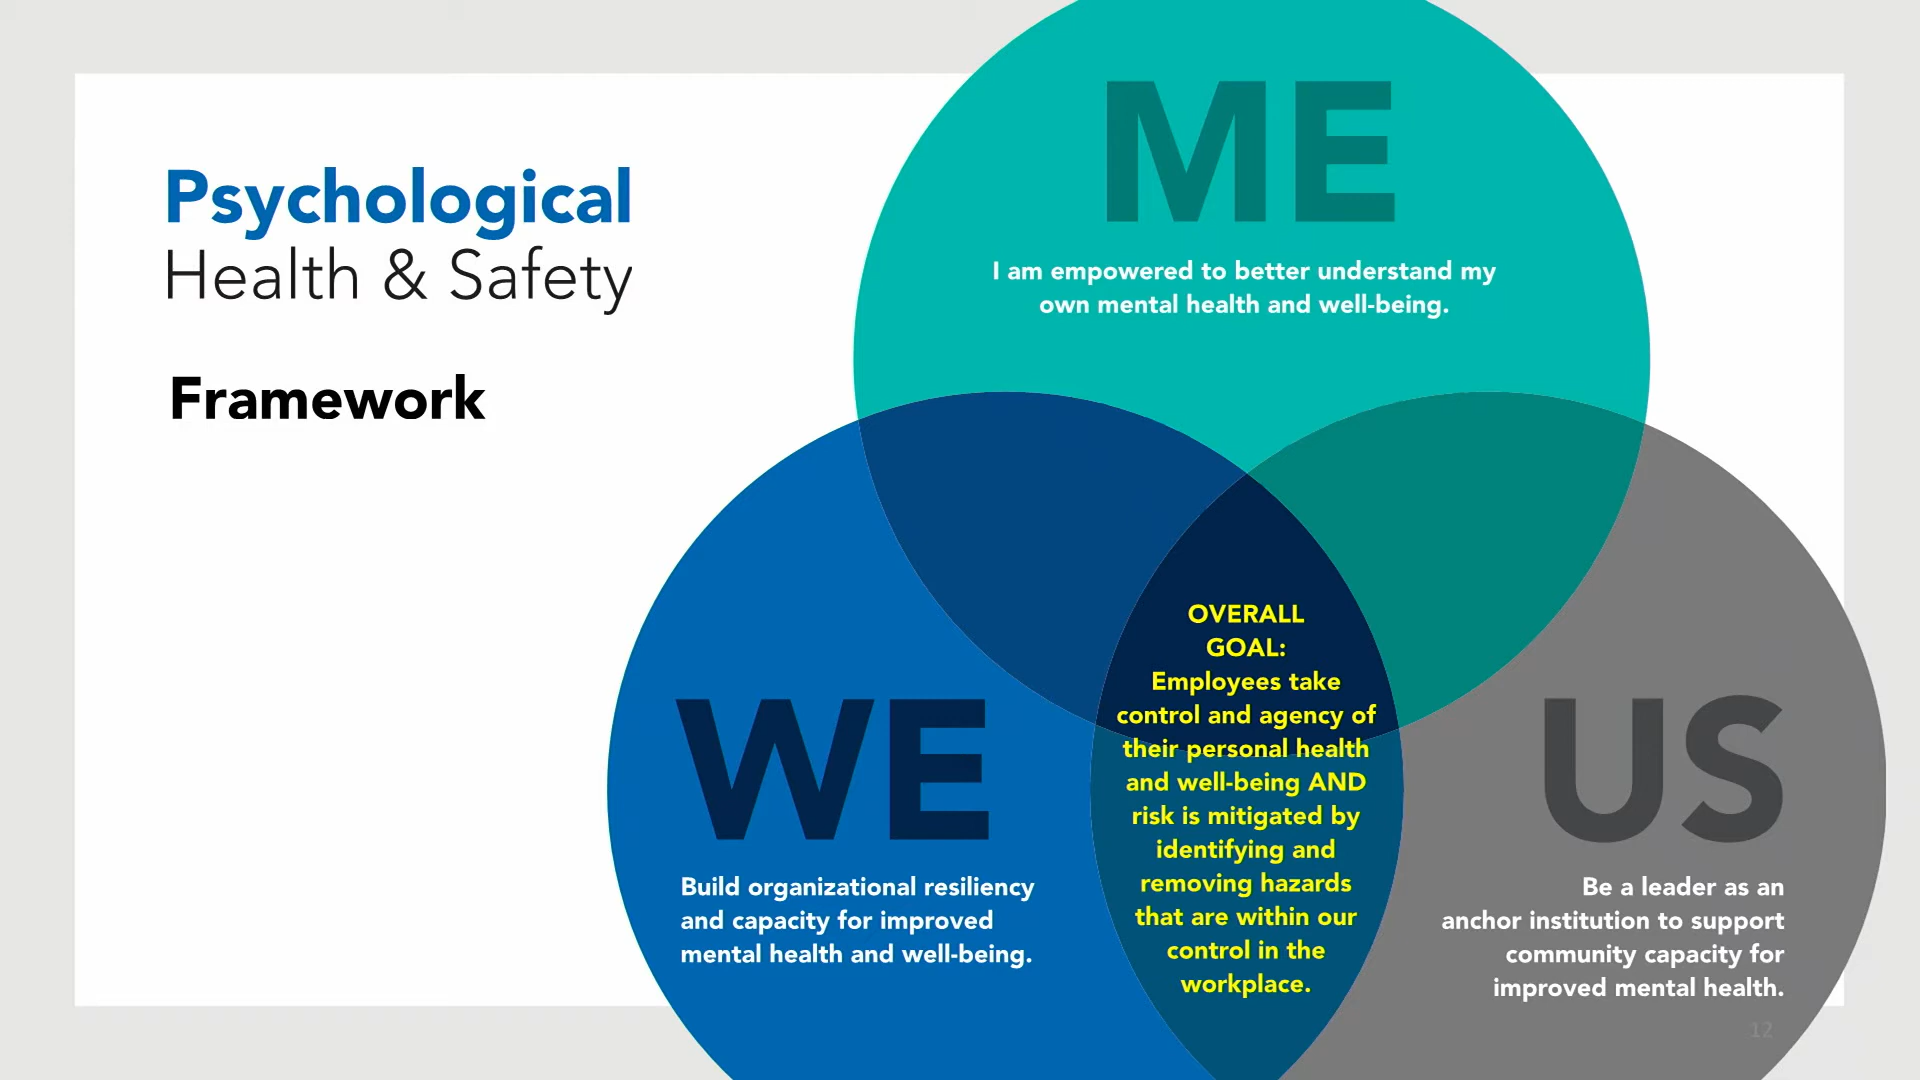 Psychological
Health & Safety
Framework
ME
I am empowered to better understand my
own mental health and well-being.
WE
Build organizational resiliency
and capacity for improved
mental health and well-being.
OVERALL
GOAL:
Employees take
control and agency of
their personal health
and well-being AND
risk is mitigated by
identifying and
removing hazards
that are within our
control in the
workplace.
US
Be a leader as an
anchor institution to support
community capacity for
improved mental health.
12